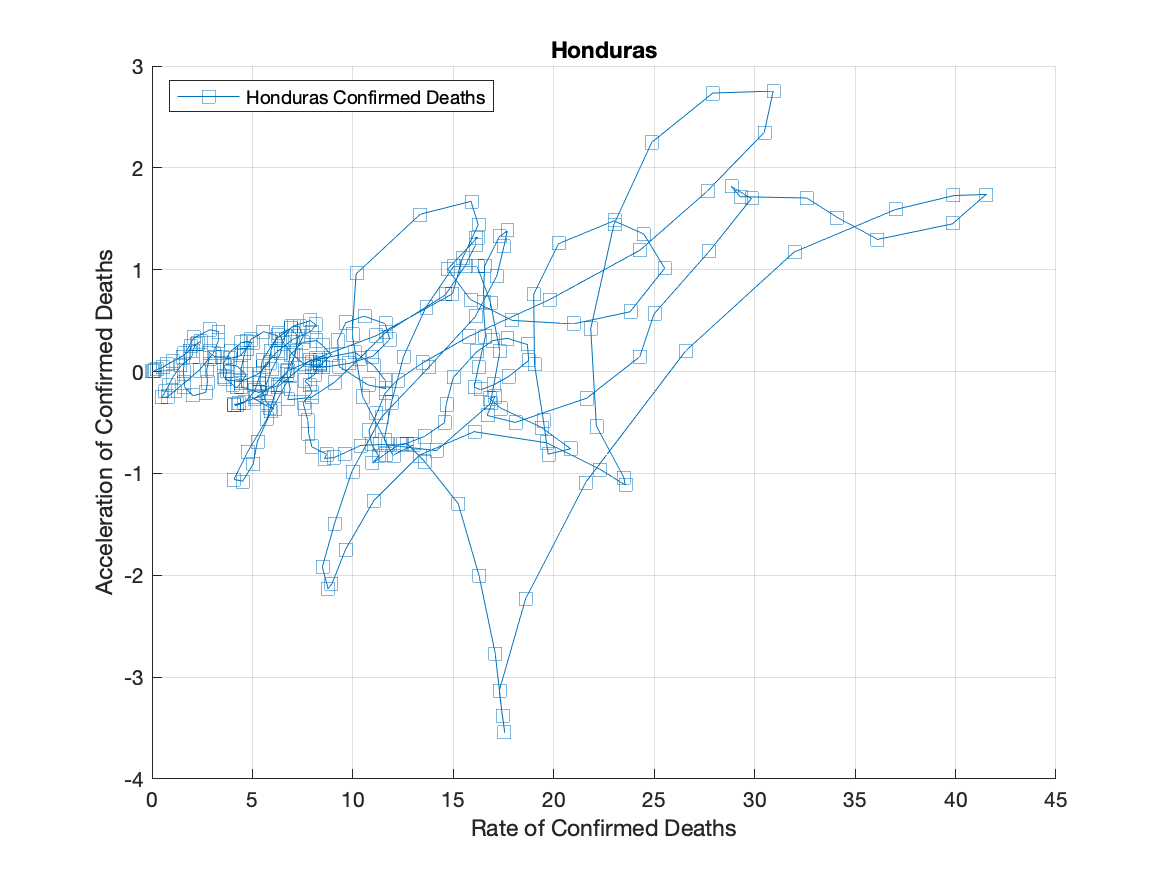 Honduras
Honduras Confirmed Deaths
3
2
1
0
-1
-2
-3
-4
Acceleration of Confirmed Deaths
0 5 10 15 20 25 30 35 40 45
Rate of Confirmed Deaths